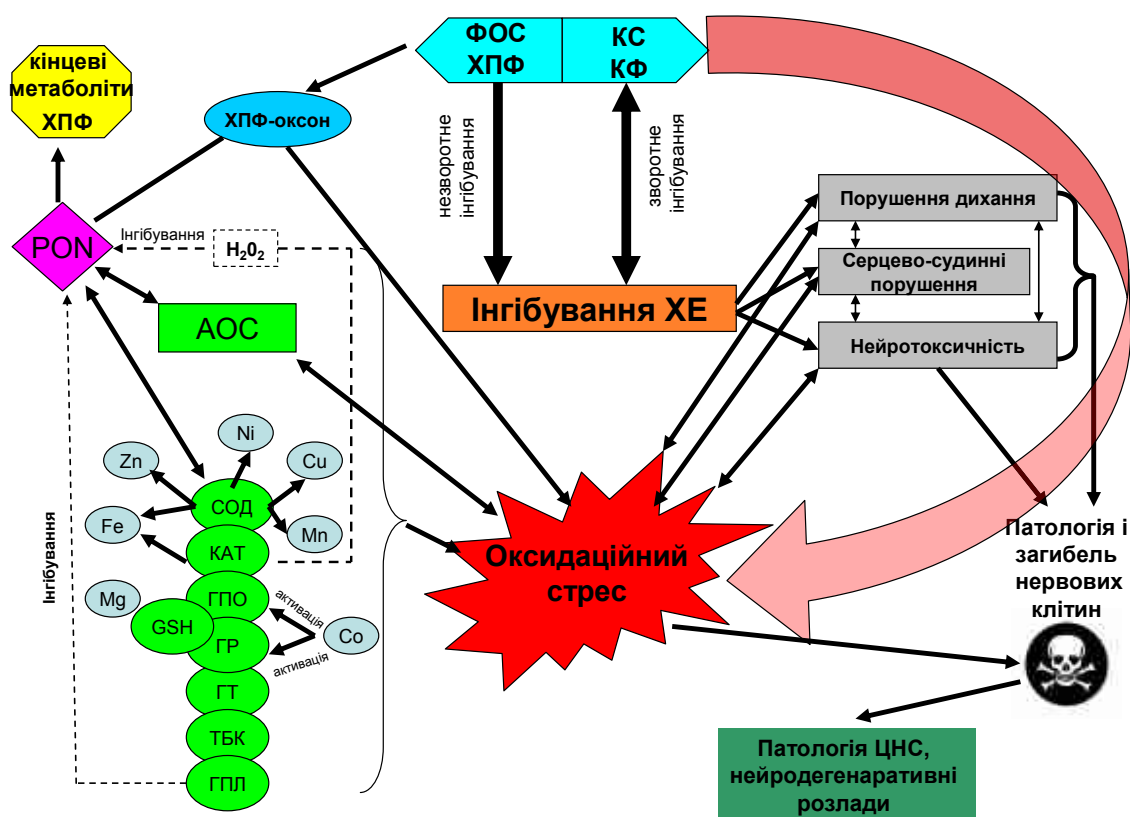 кінцеві
метаболіти
ХПФ
ФОС
ХПФ
КС
КФ
ХПФ-оксон
незворотне
інгібування
зворотне
інгібування
PON
Інгібування
H₂0₂
АОС
Інгібування ХЕ
Порушення дихання
Серцево-судинні
порушення
Нейротоксичність
Ni
Zn
Cu
Fe
Mn
СОД
КАТ
Mg
ГПО
GSH
ГР
ГТ
ТБК
ГПЛ
активація
активація
Co
Інгібування
Оксидаційний
стрес
Патологія і
загибель
нервових
клітин
Патологія ЦНС,
нейродегенаративні
розлади